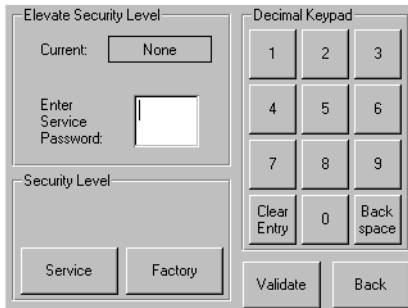 Elevate Security Level
Current:
None
Enter
Service
Password:
Security Level
Service
Factory
Decimal Keypad
1
2
3
4
5
6
7
8
9
Clear
Entry
0
Back
space
Validate
Back